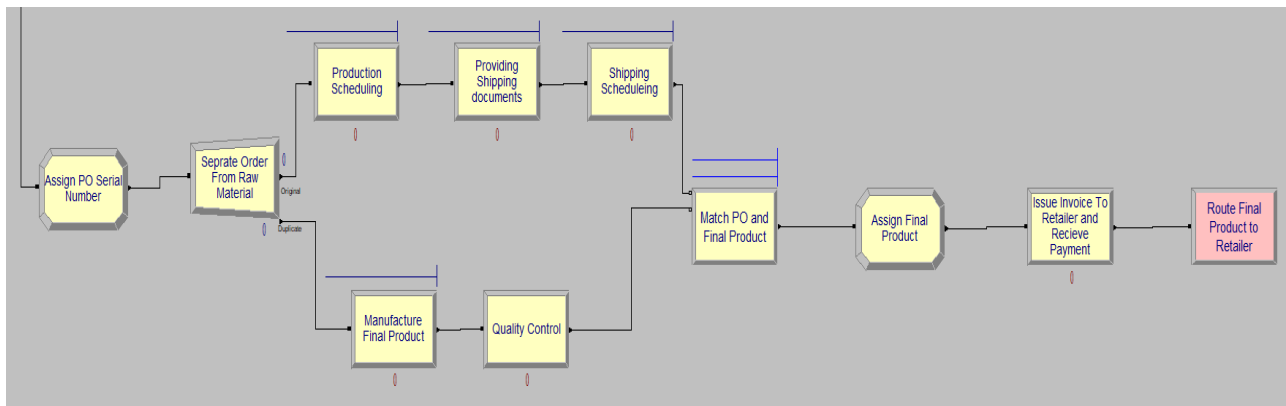 Production
Scheduling
Providing
Shipping
documents
Shipping
Scheduleing
Assign PO Serial
Number
Seprate Order
From Raw
Material
0
0
0
0
Original
0
Duplicate
Match PO and
Final Product
Assign Final
Product
Issue Invoice To
Retailer and
Recieve
Payment
Route Final
Product to
Retailer
0
Manufacture
Final Product
Quality Control
0
0